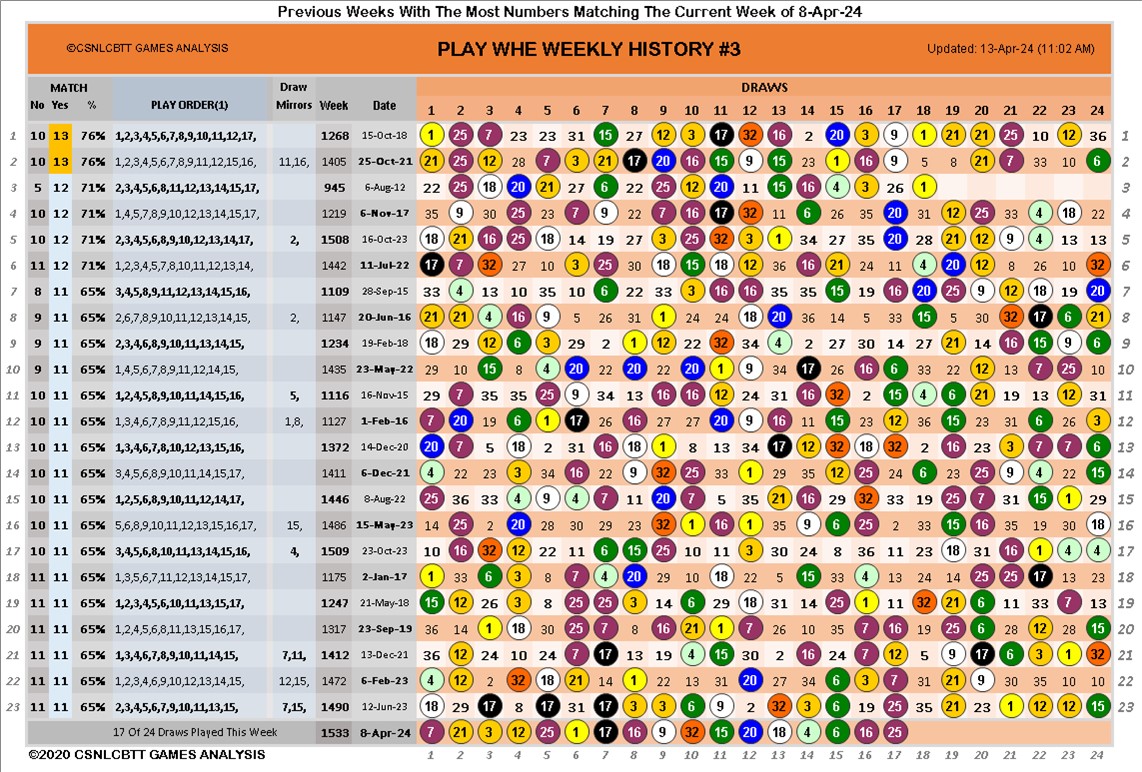 Previous Weeks With The Most Numbers Matching The Current Week of 8-Apr-24
©CSNLCBTT GAMES ANALYSIS PLAY WHE WEEKLY HISTORY #3 Updated: 13-Apr-24 (11:02 AM)
MATCH Draw DRAWS
No Yes % PLAY ORDER(1) Mirrors Week Date 1 2 3 4 5 6 7 8 9 10 11 12 13 14 15 16 17 18 19 20 21 22 23 24
1 10 13 76% 1,2,3,4,5,6,7,8,9,10,11,12,17, 1268 15-Oct-18 1 25 7 23 23 31 15 27 12 3 11 32 16 2 20 3 9 1 21 21 25 10 12 36 1
2 10 13 76% 1,2,3,4,5,6,7,8,9,11,12,15,16, 11,16, 1405 25-Oct-21 21 25 12 28 7 3 21 17 20 16 15 9 15 23 1 16 9 5 8 21 7 33 10 6 2
3 5 12 71% 2,3,4,5,6,8,11,12,13,14,15,17, 945 6-Aug-12 22 25 18 20 21 27 6 22 25 12 20 11 15 16 4 3 26 1 3
4 10 12 71% 1,4,5,7,8,9,10,12,13,14,15,17, 1219 6-Nov-17 35 9 30 25 23 7 9 22 7 16 17 32 11 6 26 35 20 31 12 25 33 4 18 22 4
5 10 12 71% 2,3,4,5,6,8,9,10,12,13,14,17, 2, 1508 16-Oct-23 18 21 16 25 18 14 19 27 3 25 32 3 1 34 27 35 20 28 21 12 9 4 13 13 5
6 11 12 71% 1,2,3,4,5,7,8,10,11,12,13,14, 1442 11-Jul-22 17 7 32 27 10 3 25 30 18 15 18 12 36 16 21 24 11 4 20 12 8 26 10 32 6
7 8 11 65% 3,4,5,8,9,11,12,13,14,15,16, 1109 28-Sep-15 33 4 13 10 35 10 6 22 33 3 16 16 35 35 15 19 16 20 25 9 12 18 19 20 7
8 9 11 65% 2,6,7,8,9,10,11,12,13,14,15, 2, 1147 20-Jun-16 21 21 4 16 9 5 26 31 1 24 24 18 20 36 14 5 33 15 5 31 32 17 6 21 8
9 9 11 65% 2,3,4,6,8,9,10,11,13,14,15, 1234 19-Feb-18 18 29 12 6 3 29 2 1 12 22 32 34 4 2 27 30 14 27 21 14 16 15 9 6 9
10 9 11 65% 1,4,5,6,7,8,9,11,12,14,15, 1435 23-May-22 29 10 15 8 4 20 22 20 22 20 1 9 34 17 26 16 6 33 22 12 13 7 25 10 10
11 10 11 65% 1,2,4,5,8,9,10,11,14,15,16, 5, 1116 16-Nov-15 29 7 35 35 25 9 34 13 16 16 12 24 31 16 32 2 15 4 6 21 19 13 12 31 11
12 10 11 65% 1,3,4,6,7,8,9,11,12,15,16, 1,8, 1127 1-Feb-16 7 20 14 6 1 17 26 16 27 12 20 9 16 11 15 23 12 36 15 23 6 26 14 3 12
13 10 11 65% 1,3,4,6,7,8,10,12,13,15,16, 1372 14-Dec-20 20 7 5 18 2 31 16 18 1 8 13 34 17 12 32 18 32 2 16 23 3 7 7 6 13
14 10 11 65% 3,4,5,6,8,9,10,12,15,16,17, 1411 6-Dec-21 4 22 23 3 34 16 22 9 32 25 33 1 29 35 12 25 24 6 23 25 9 4 22 15 14
15 10 11 65% 1,2,5,6,8,9,10,11,12,14,17, 1446 8-Aug-22 25 36 33 4 9 4 7 11 20 7 5 35 21 16 29 32 33 19 25 7 31 15 1 29 15
16 10 11 65% 5,6,8,9,10,11,12,13,15,16,17, 15, 1486 15-May-23 14 25 2 20 28 30 29 23 32 1 16 1 35 9 6 25 2 33 15 16 35 19 30 18 16
17 10 11 65% 3,4,5,6,8,10,11,13,14,15,16, 4, 1509 23-Oct-23 10 16 32 12 22 11 6 15 25 10 11 3 30 24 8 36 11 23 18 31 16 1 4 4 17
18 11 11 65% 1,3,5,6,7,11,12,13,14,15,17, 1175 2-Jan-17 1 33 6 3 8 7 4 20 29 10 18 22 5 15 33 4 13 24 14 25 25 17 13 23 18
19 11 11 65% 1,2,3,4,5,6,10,11,13,15,17, 1247 21-May-18 15 12 26 3 8 25 25 3 14 6 29 18 31 14 25 1 11 32 21 6 11 33 7 13 19
20 11 11 65% 1,2,4,5,6,8,11,13,15,16,17, 1317 23-Sep-19 36 14 1 18 30 25 7 8 16 21 1 7 26 10 35 7 16 19 25 6 28 12 28 15 20
21 11 11 65% 1,3,4,6,7,8,9,10,11,14,15, 7,11, 1412 13-Dec-21 36 12 24 10 24 7 17 13 19 4 15 30 2 16 21 7 12 5 9 17 6 3 1 32 21
22 11 11 65% 1,2,3,4,6,9,10,12,13,14,15, 12,15, 1472 6-Feb-23 4 12 2 32 18 21 14 1 22 13 31 20 27 34 6 3 7 31 21 9 30 35 10 10 22
23 11 11 65% 2,3,4,5,6,7,9,10,11,13,15, 7,15, 1490 12-Jun-23 18 29 17 8 17 31 17 3 3 6 9 2 32 3 6 19 25 35 21 23 1 12 12 15 23
17 Of 24 Draws Played This Week 1533 8-Apr-24 7 21 3 12 25 1 17 16 9 32 15 20 18 4 6 16 25
©2020 CSNLCBTT GAMES ANALYSIS 1 2 3 4 5 6 7 8 9 10 11 12 13 14 15 16 17 18 19 20 21 22 23 24